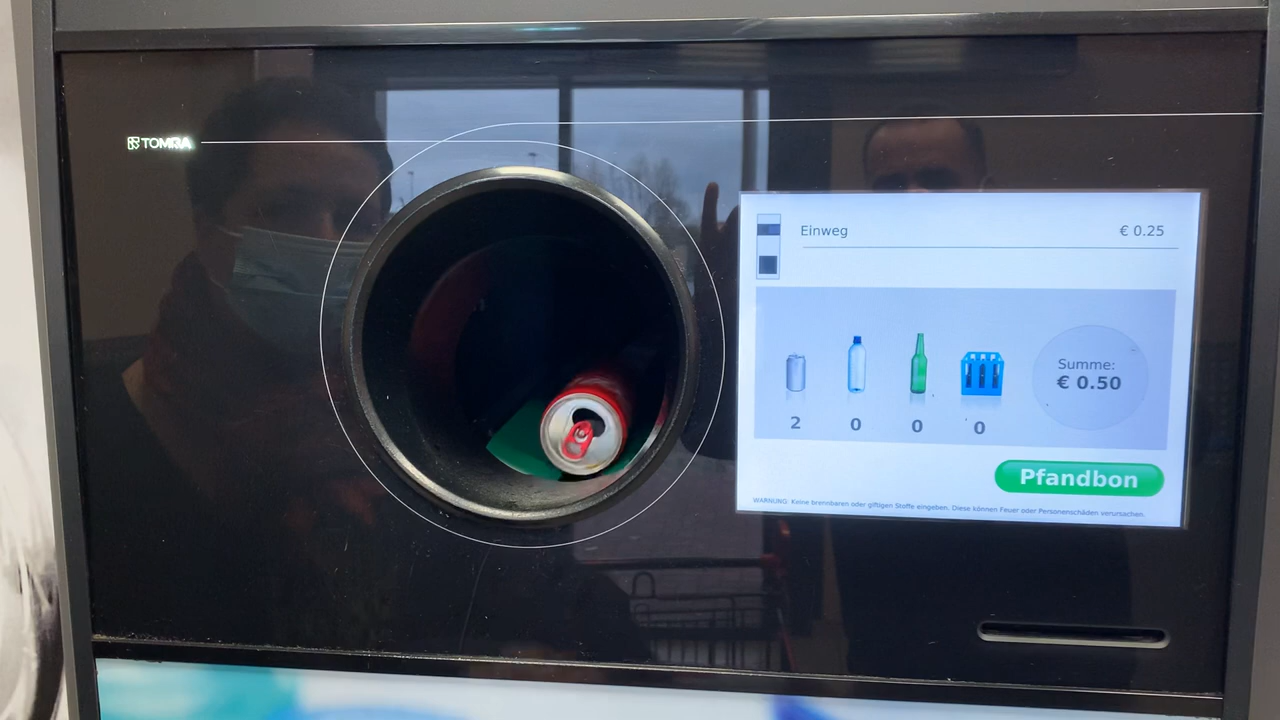 TOMRA
Einweg € 0.25
Summe:
€ 0.50
2 0 0 0
Pfandbon
WARNUNG: Keine brennbaren oder giftigen Stoffe eingeben. Diese können Feuer oder Personenschäden verursachen.